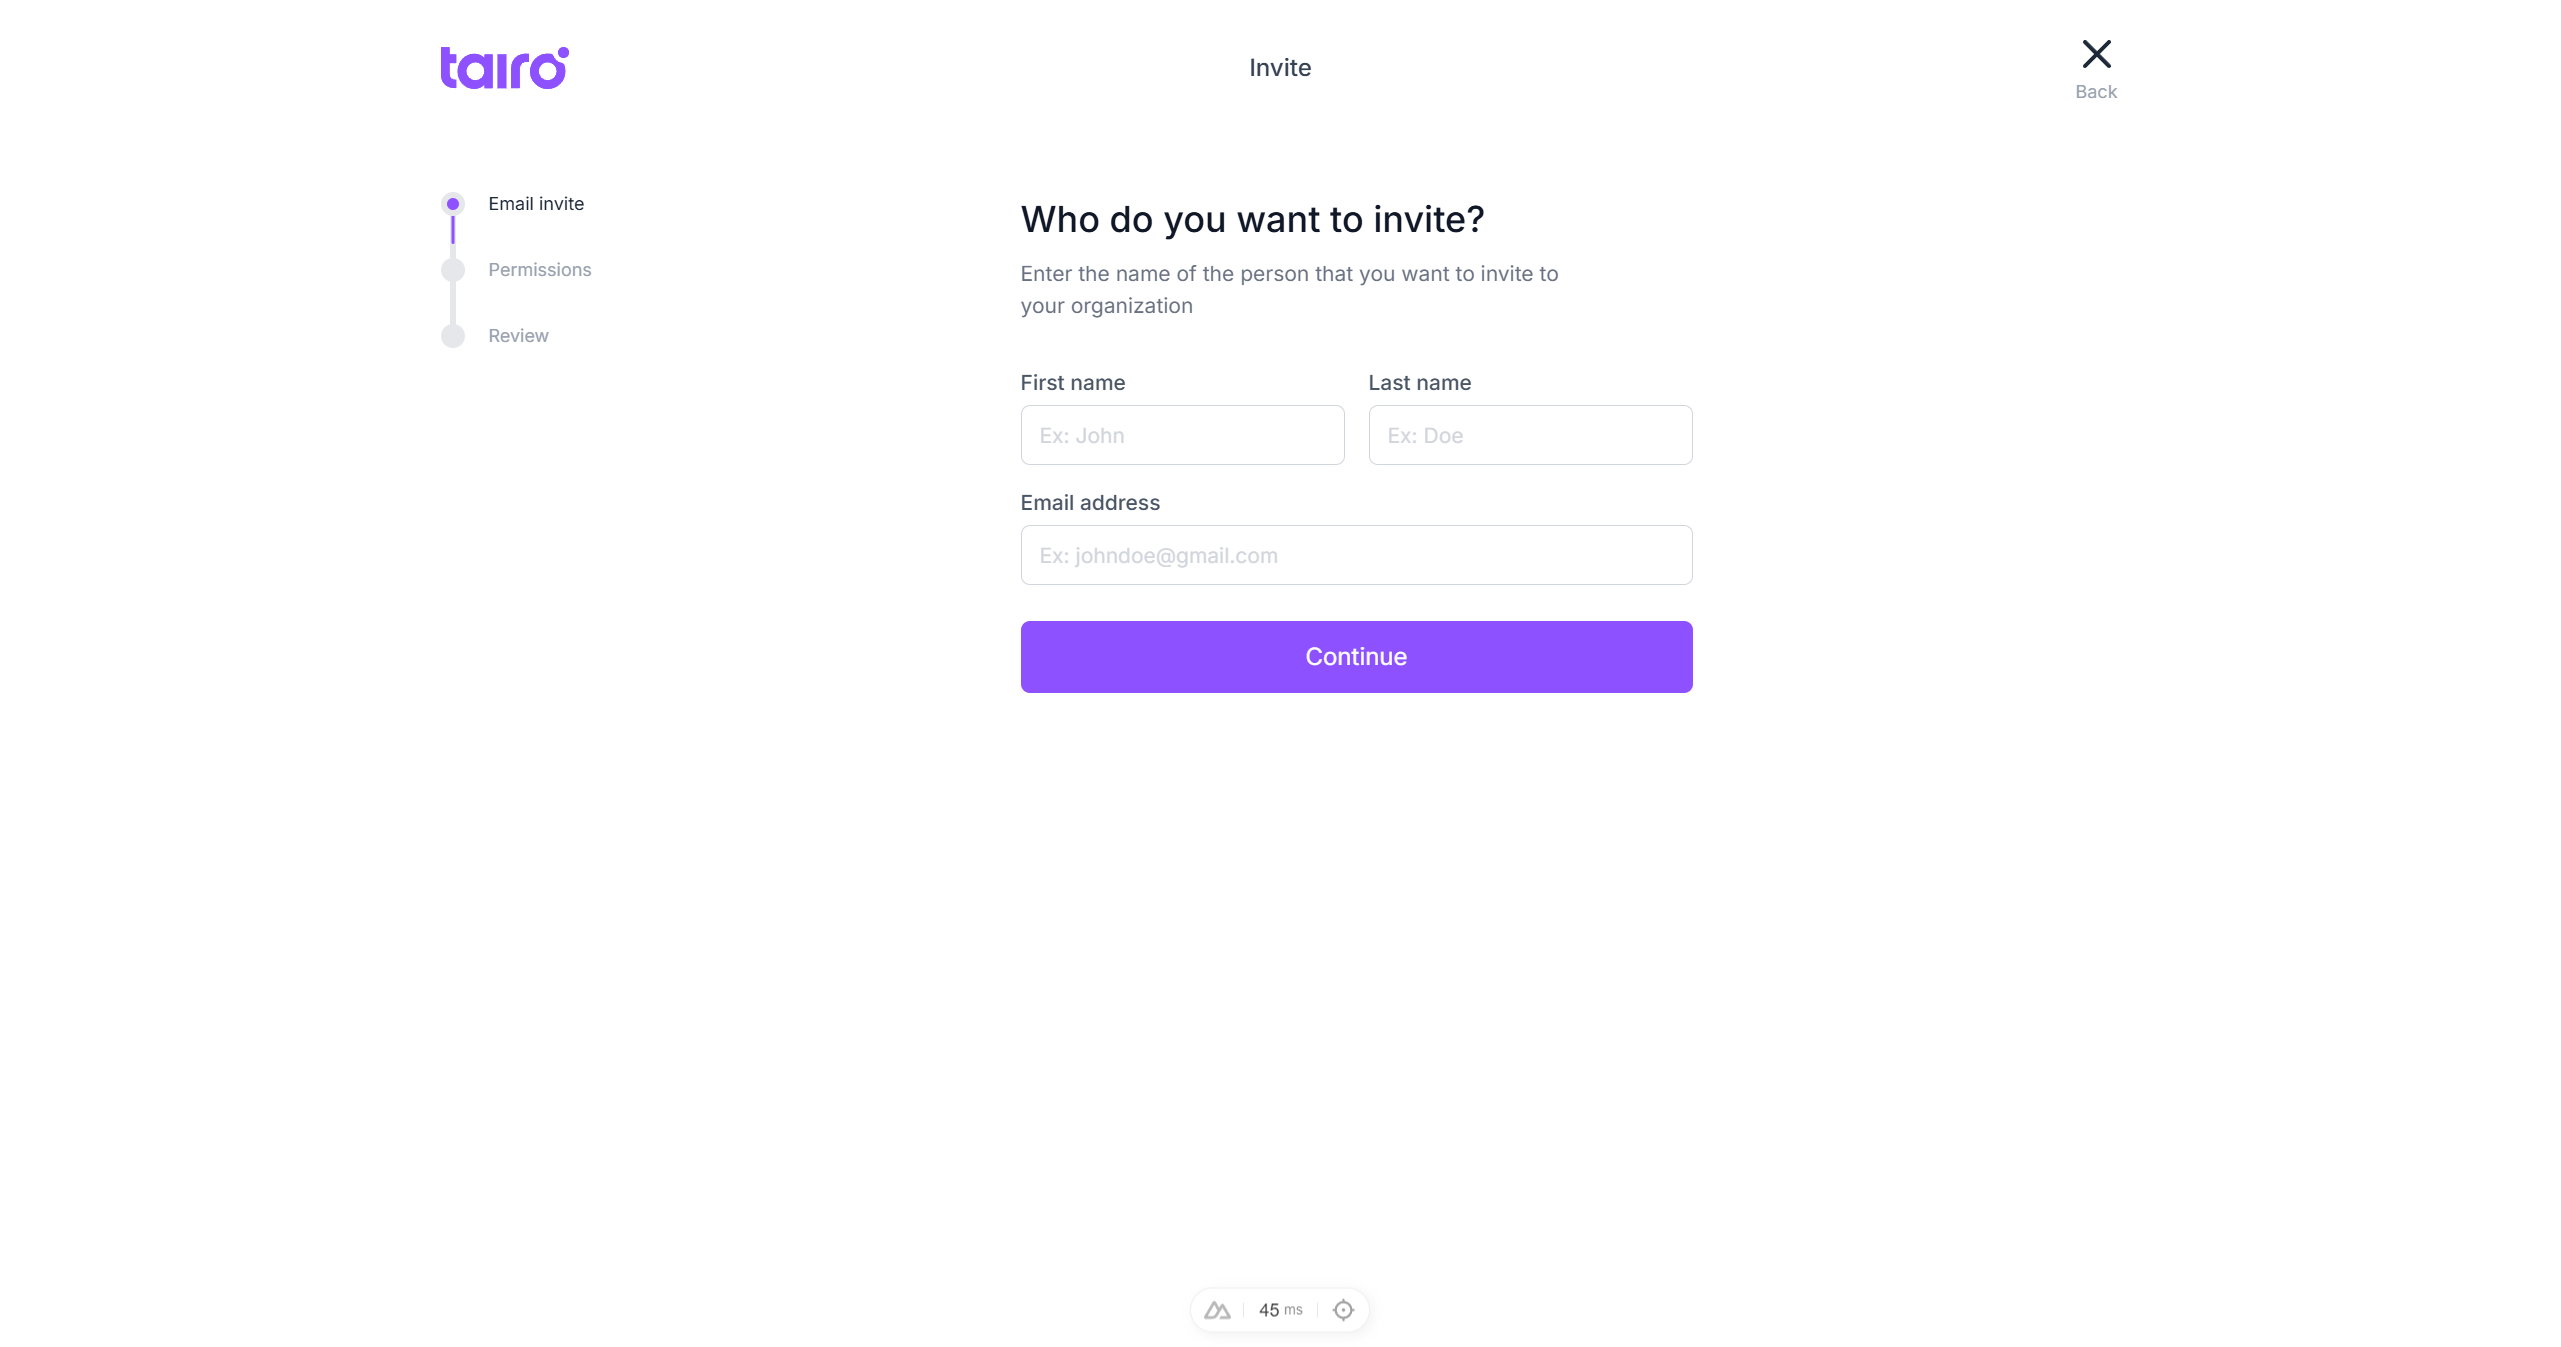 tairo
Invite
Back
Email invite
Permissions
Review
Who do you want to invite?
Enter the name of the person that you want to invite to
your organization
First name
Last name
Ex: John
Ex: Doe
Email address
Ex: johndoe@gmail.com
Continue
45 ms